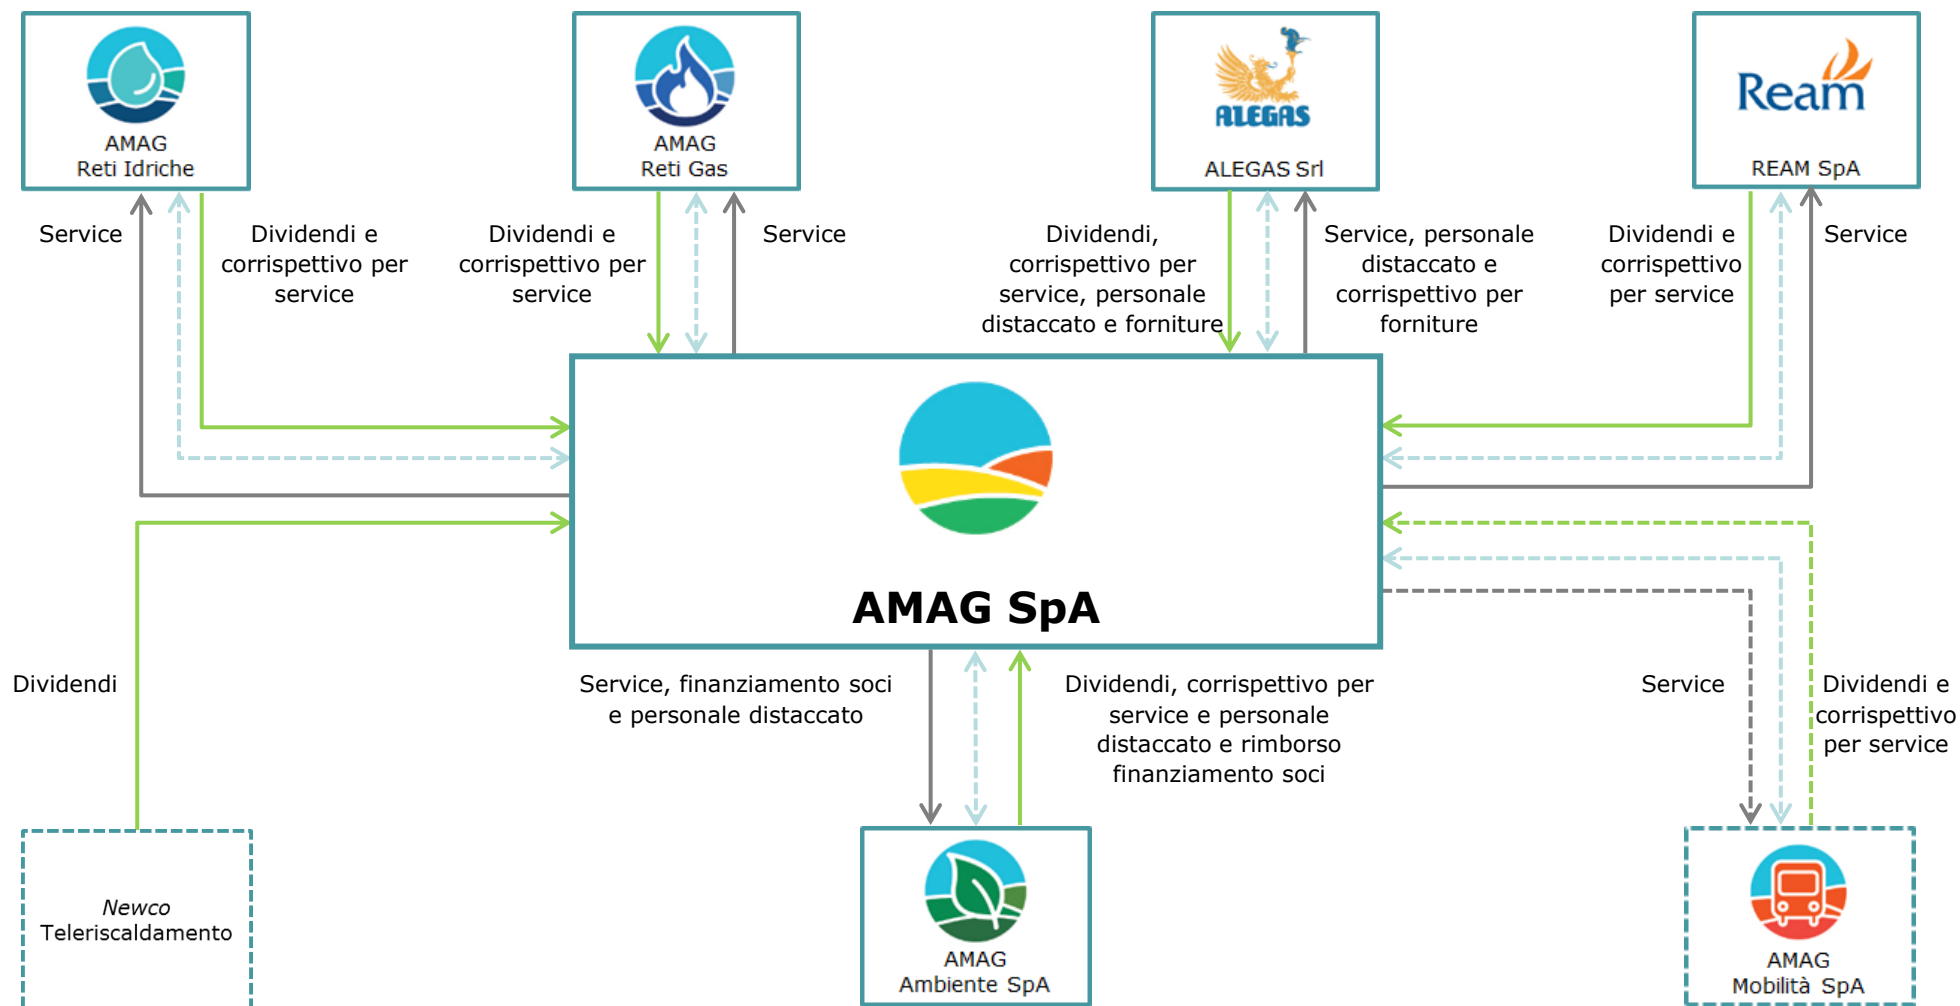 AMAG
Reti Idriche
AMAG
Reti Gas
ALEGAS
ALEGAS Srl
Ream
REAM SpA
Service
Dividendi e
corrispettivo per
service
Dividendi e
corrispettivo per
service
Service
Dividendi,
corrispettivo per
service, personale
distaccato e forniture
Service, personale
distaccato e
corrispettivo per
forniture
Dividendi e
corrispettivo
per service
Service
AMAG SpA
Dividendi
Service, finanziamento soci
e personale distaccato
Dividendi, corrispettivo per
service e personale
distaccato e rimborso
finanziamento soci
Service
Dividendi e
corrispettivo
per service
Newco
Teleriscaldamento
AMAG
Ambiente SpA
AMAG
Mobilità SpA